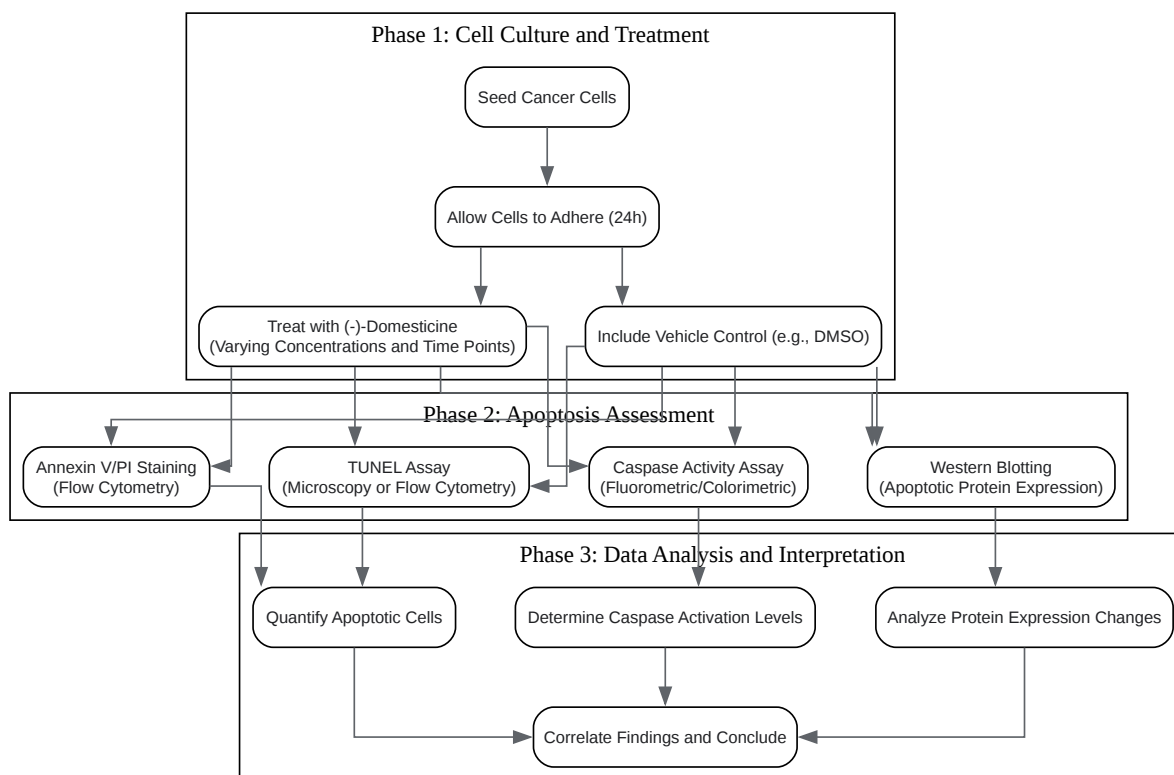 Phase 1: Cell Culture and Treatment
Seed Cancer Cells
Allow Cells to Adhere (24h)
Treat with (-)-Domesticine
(Varying Concentrations and Time Points)
Include Vehicle Control (e.g., DMSO)
Phase 2: Apoptosis Assessment
Annexin V/PI Staining
(Flow Cytometry)
TUNEL Assay
(Microscopy or Flow Cytometry)
Caspase Activity Assay
(Fluorometric/Colorimetric)
Western Blotting
(Apoptotic Protein Expression)
Phase 3: Data Analysis and Interpretation
Quantify Apoptotic Cells
Determine Caspase Activation Levels
Analyze Protein Expression Changes
Correlate Findings and Conclude